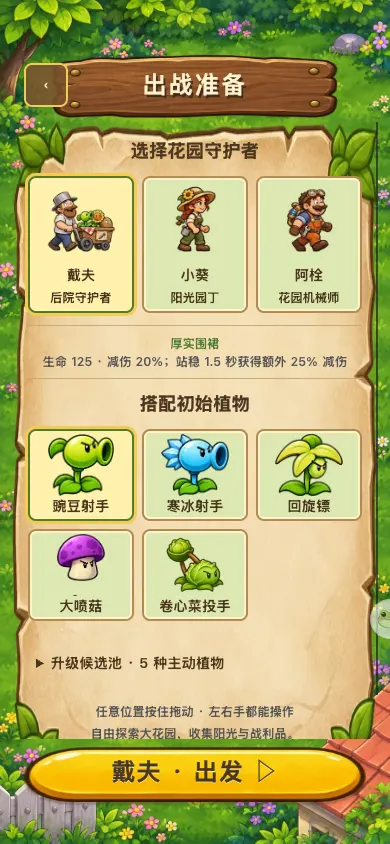 出战准备
选择花园守护者
戴夫
后院守护者
小葵
阳光园丁
阿栓
花园机械师
厚实围裙
生命 125 · 减伤 20%；站稳 1.5 秒获得额外 25% 减伤
搭配初始植物
豌豆射手
寒冰射手
回旋镖
大喷菇
卷心菜投手
▶ 升级候选池 · 5 种主动植物
任意位置按住拖动 · 左右手都能操作
自由探索大花园、收集阳光与战利品。
戴夫 · 出发 ▷